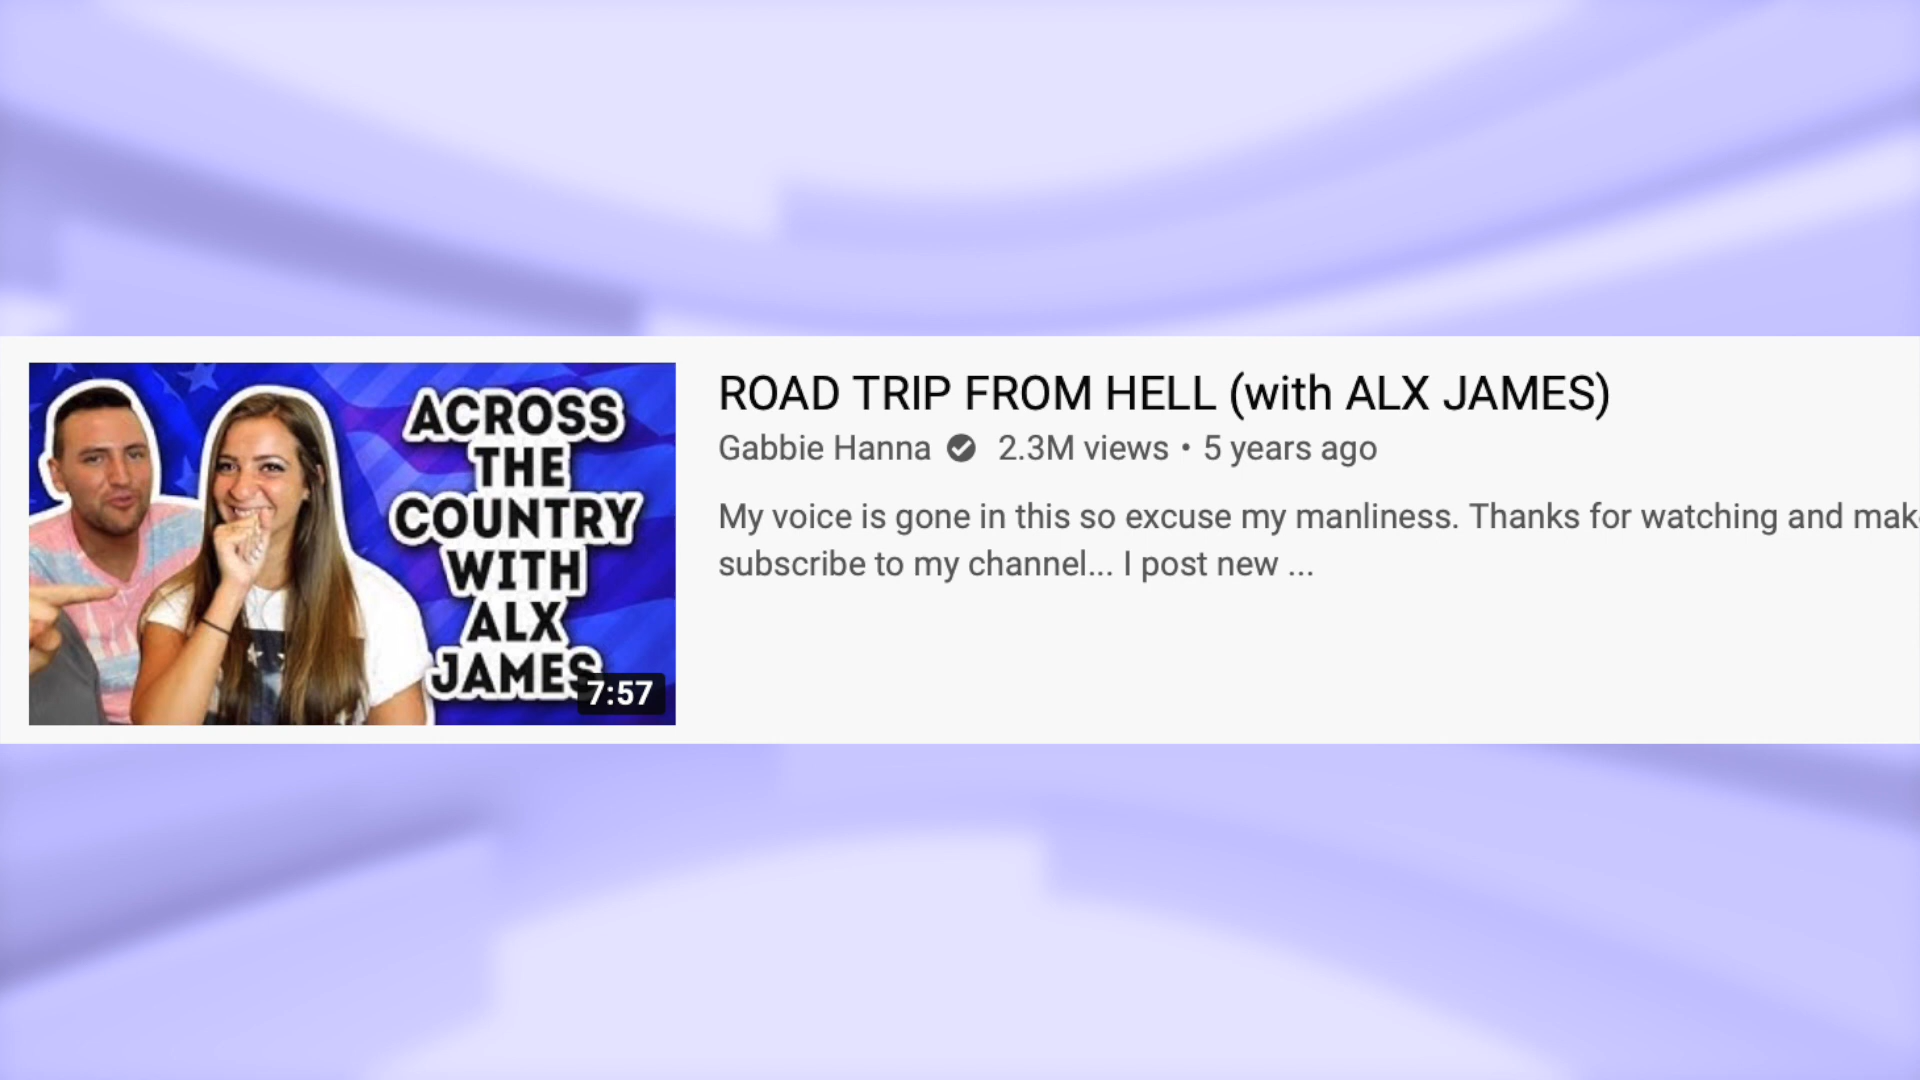 ACROSS
THE
COUNTRY
WITH
ALX
JAMES
7:57
ROAD TRIP FROM HELL (with ALX JAMES)
Gabbie Hanna 2.3M views • 5 years ago
My voice is gone in this so excuse my manliness. Thanks for watching and mak
subscribe to my channel... I post new ...